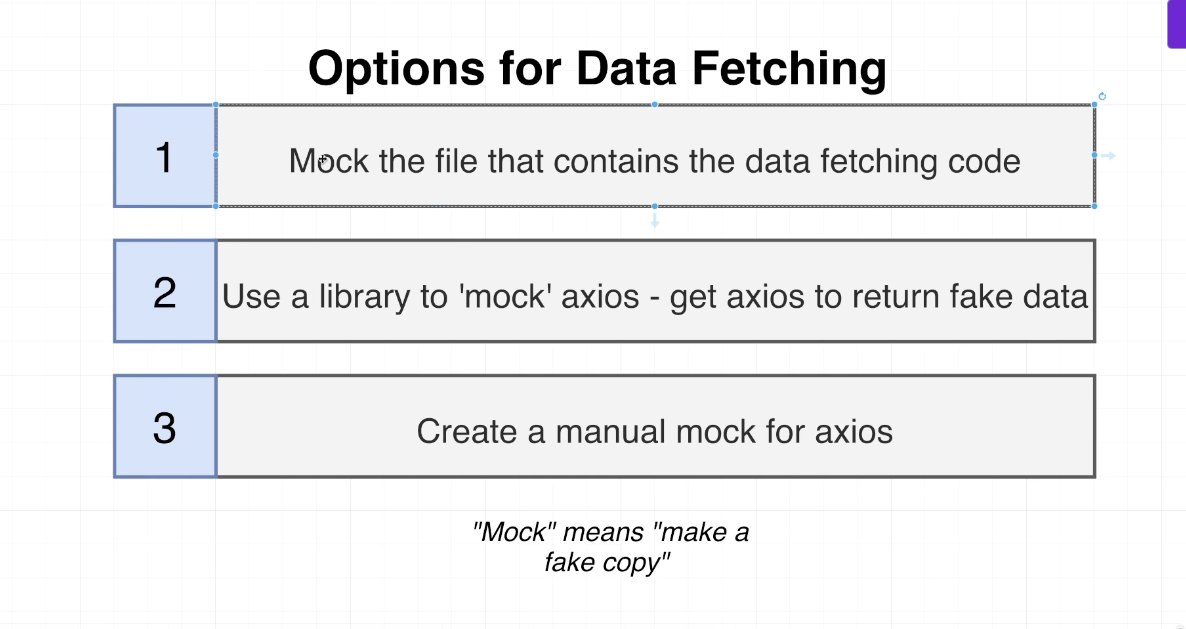 Options for Data Fetching
1
Mock the file that contains the data fetching code
2
Use a library to 'mock' axios - get axios to return fake data
3
Create a manual mock for axios
"Mock" means "make a
fake copy"